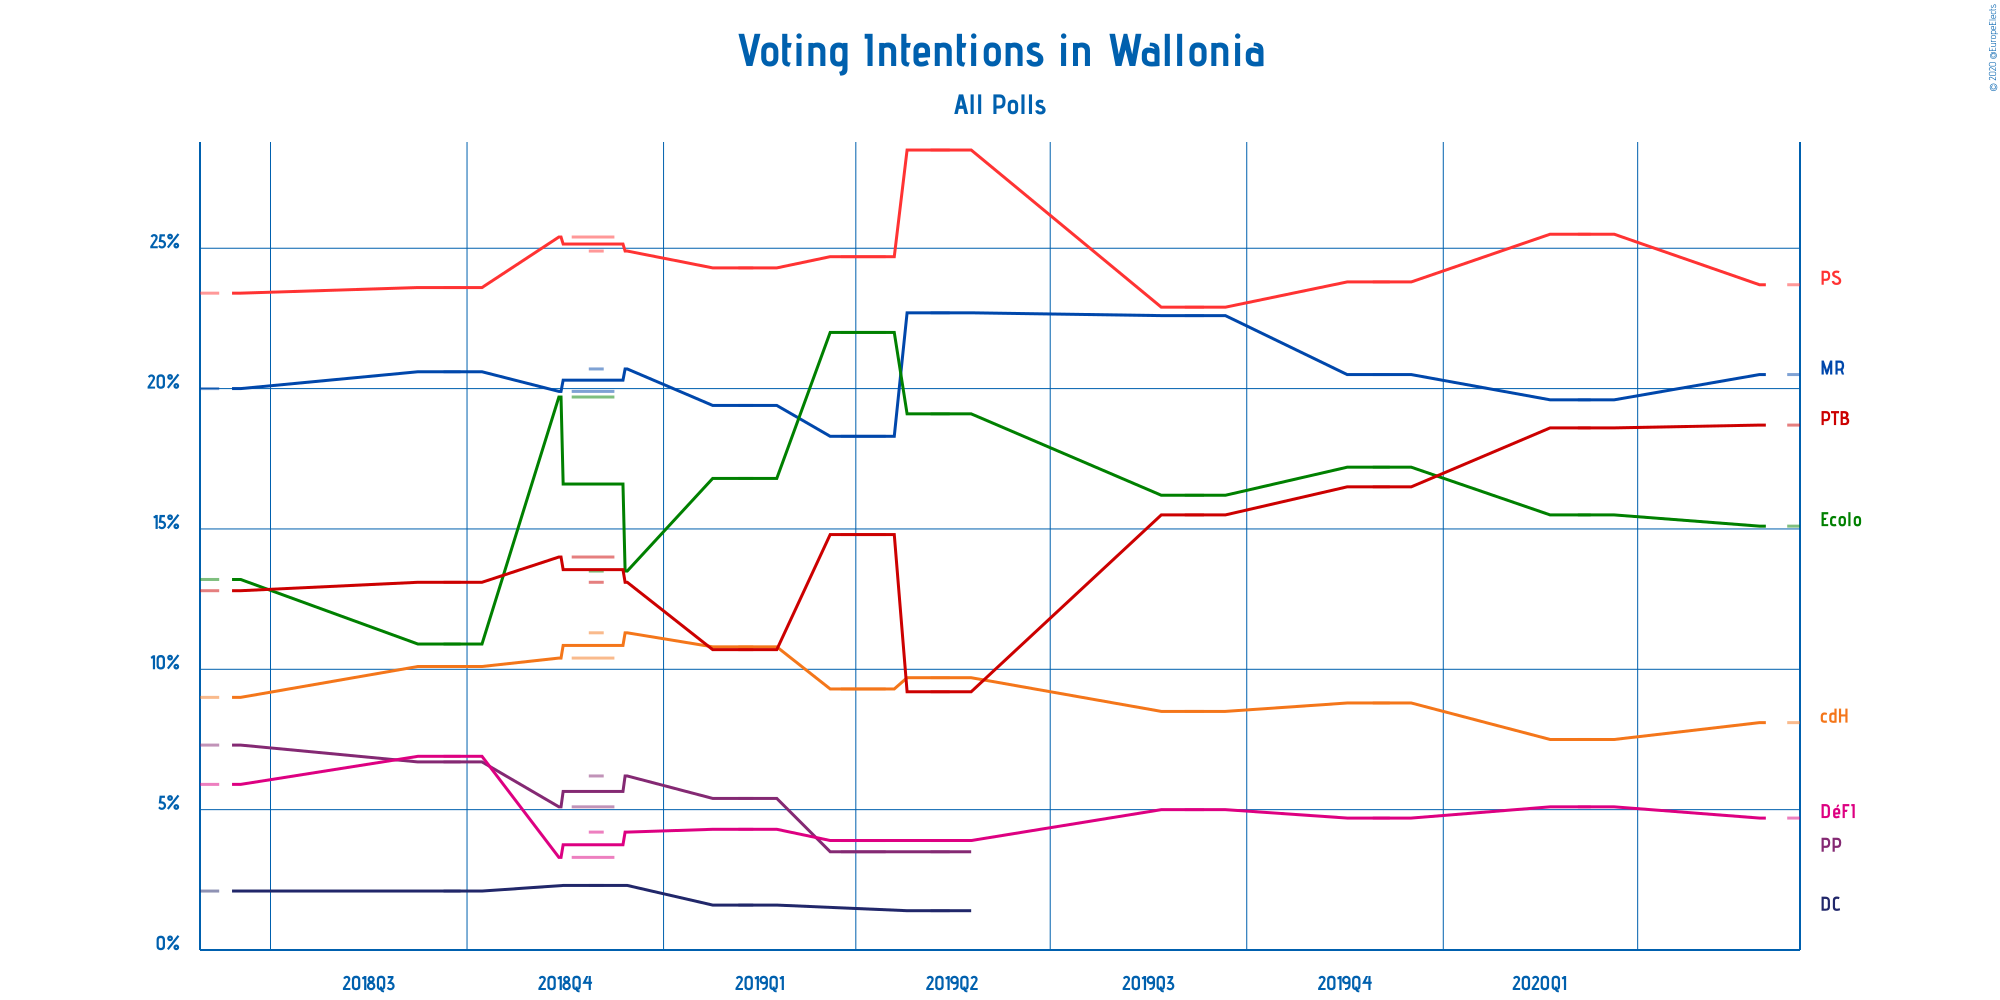 © 2020 @EuropeElects
Voting Intentions in Wallonia
All Polls
25%
20%
15%
10%
5%
0%
PS
MR
PTB
Ecolo
cdH
DéFI
PP
DC
2018Q3
2018Q4
2019Q1
2019Q2
2019Q3
2019Q4
2020Q1